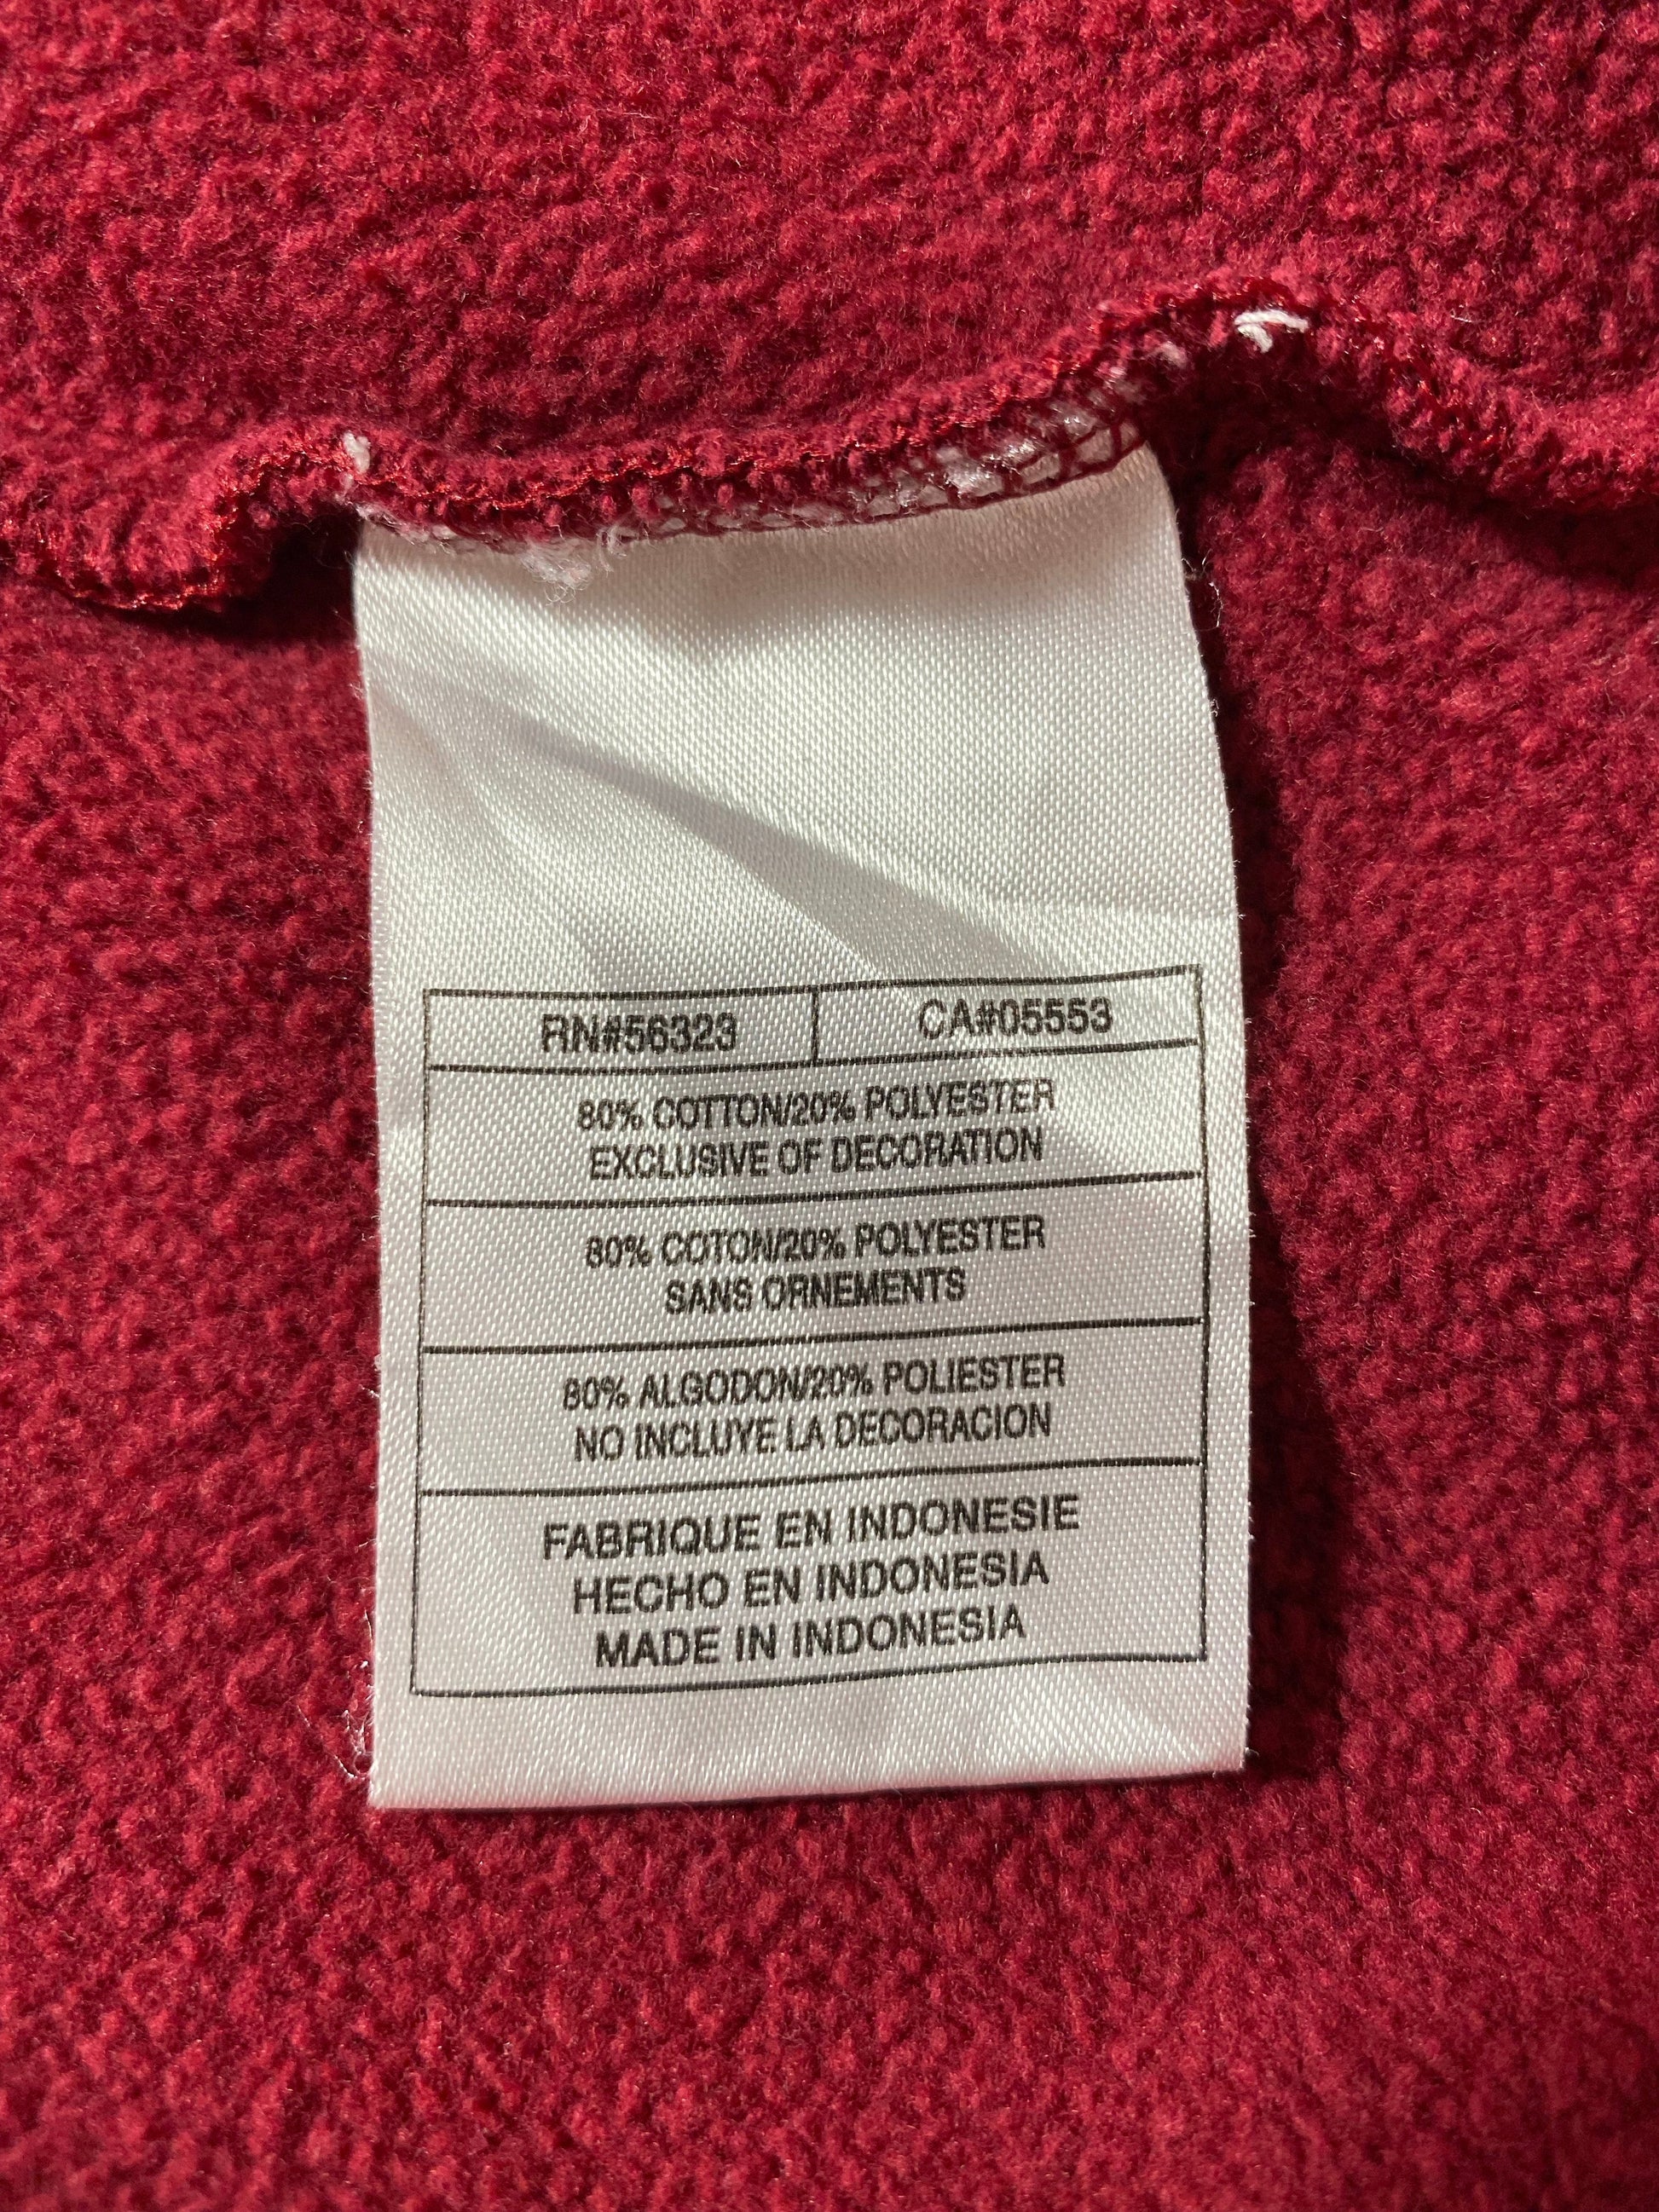 RN#56323 CA#05553
80% COTTON/20% POLYESTER
EXCLUSIVE OF DECORATION
80% COTON/20% POLYESTER
SANS ORNEMENTS
80% ALGODON/20% POLIESTER
NO INCLUYE LA DECORACION
FABRIQUE EN INDONESIE
HECHO EN INDONESIA
MADE IN INDONESIA